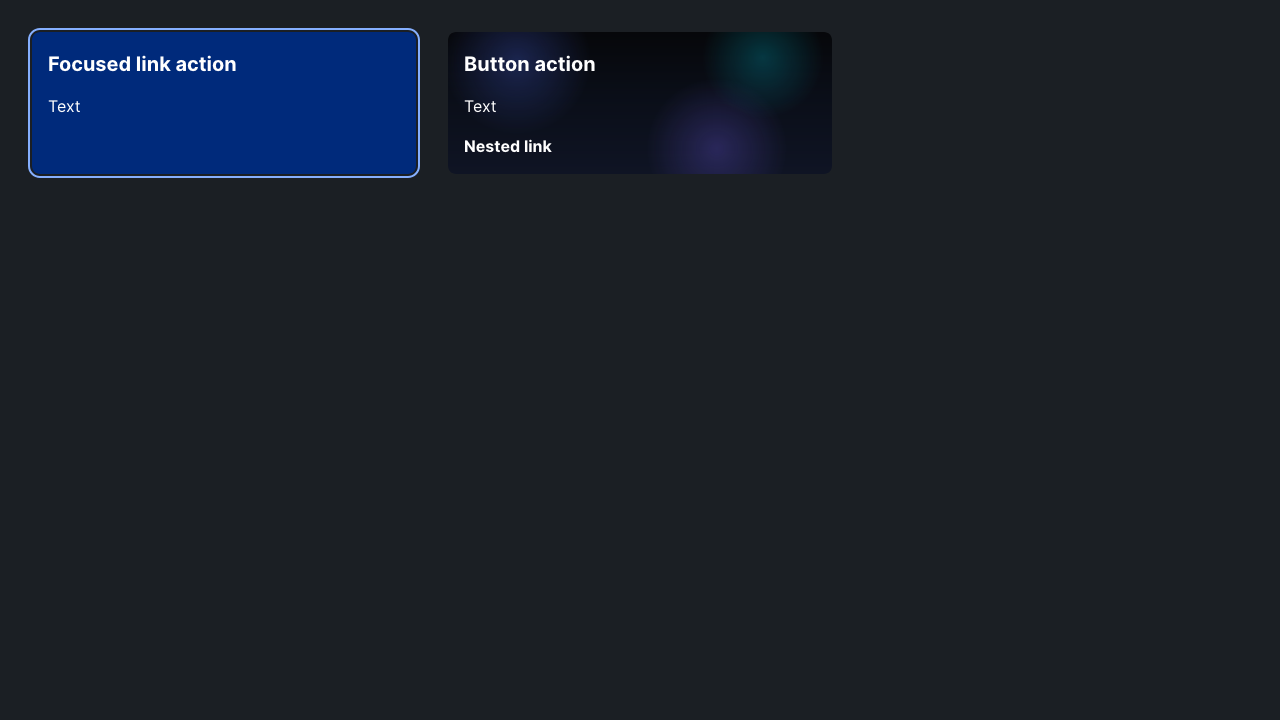 Focused link action
Text
Button action
Text
Nested link